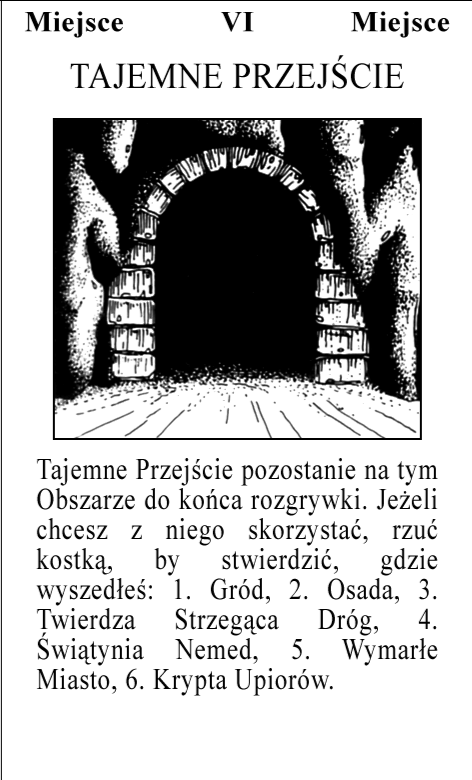 Miejsce VI Miejsce
TAJEMNE PRZEJŚCIE
Tajemne Przejście pozostanie na tym
Obszarze do końca rozgrywki. Jeżeli
chcesz z niego skorzystać, rzuć
kostką, by stwierdzić, gdzie
wyszedłeś: 1. Gród, 2. Osada, 3.
Twierdza Strzegąca Dróg, 4.
Świątynia Nemed, 5. Wymarłe
Miasto, 6. Krypta Upiorów.